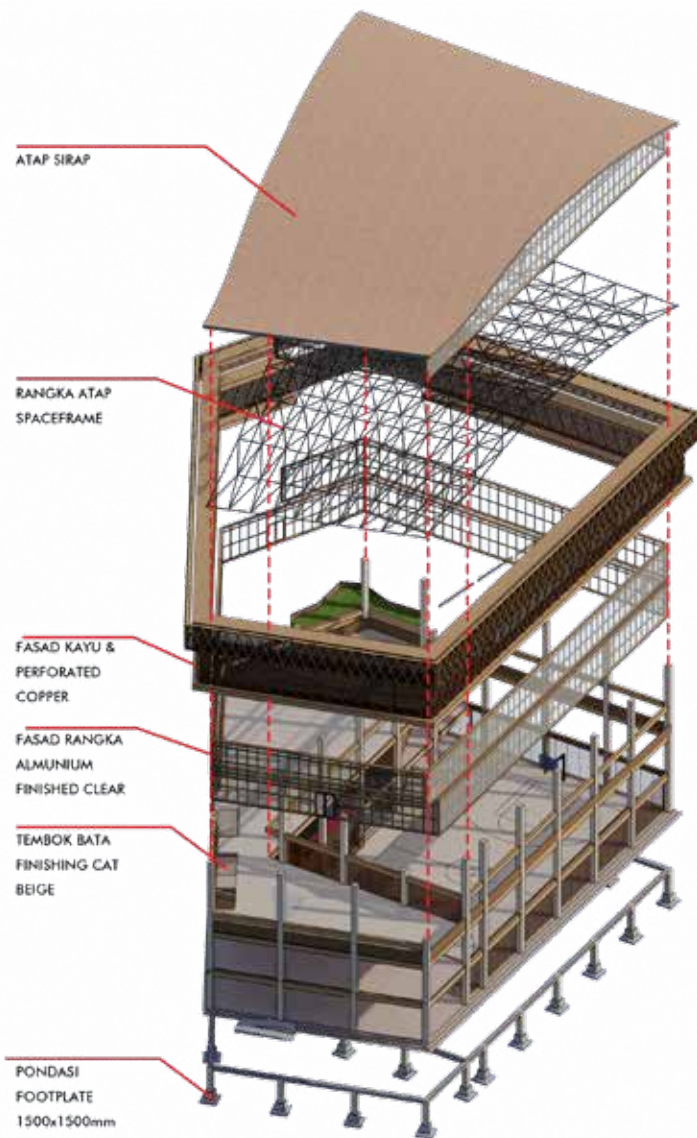 ATAP SIRAP
RANGKA ATAP
SPACEFRAME
FASAD KAYU &
PERFORATED
COPPER
FASAD RANGKA
ALMUNIUM
FINISHED CLEAR
TEMBOK BATA
FINISHING CAT
BEIGE
PONDASI
FOOTPLATE
1500x1500mm